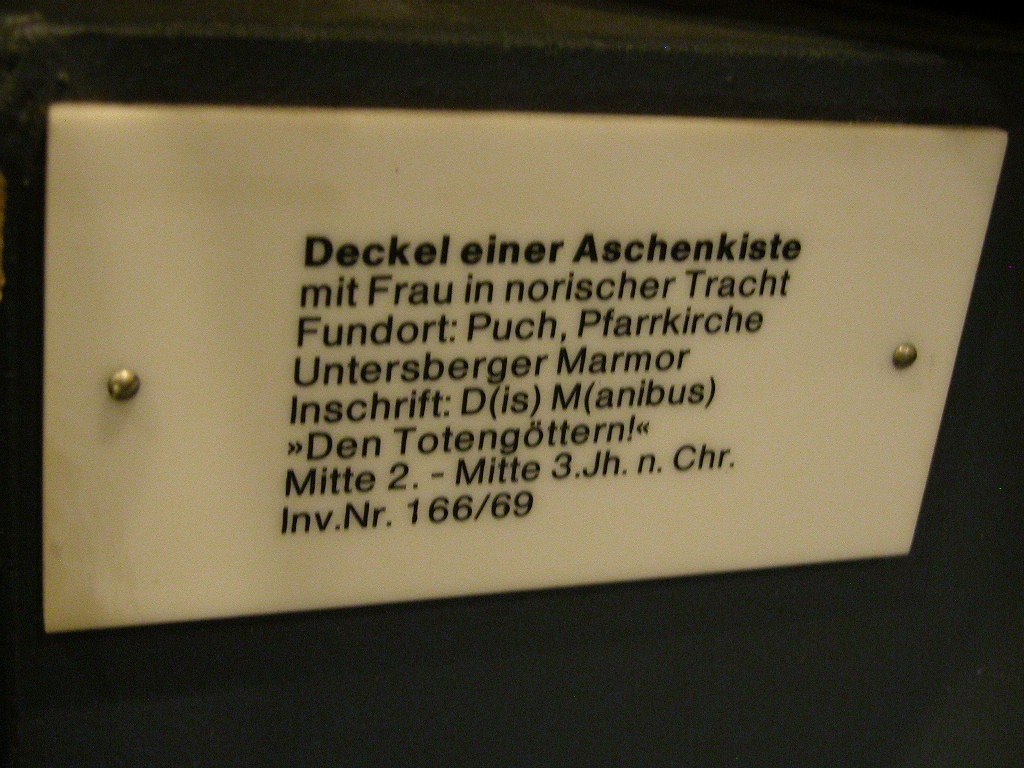 Deckel einer Aschenkiste
mit Frau in norischer Tracht
Fundort: Puch, Pfarrkirche
Untersberger Marmor
Inschrift: D(is) M(anibus)
»Den Totengöttern!«
Mitte 2. - Mitte 3.Jh. n. Chr.
Inv.Nr. 166/69